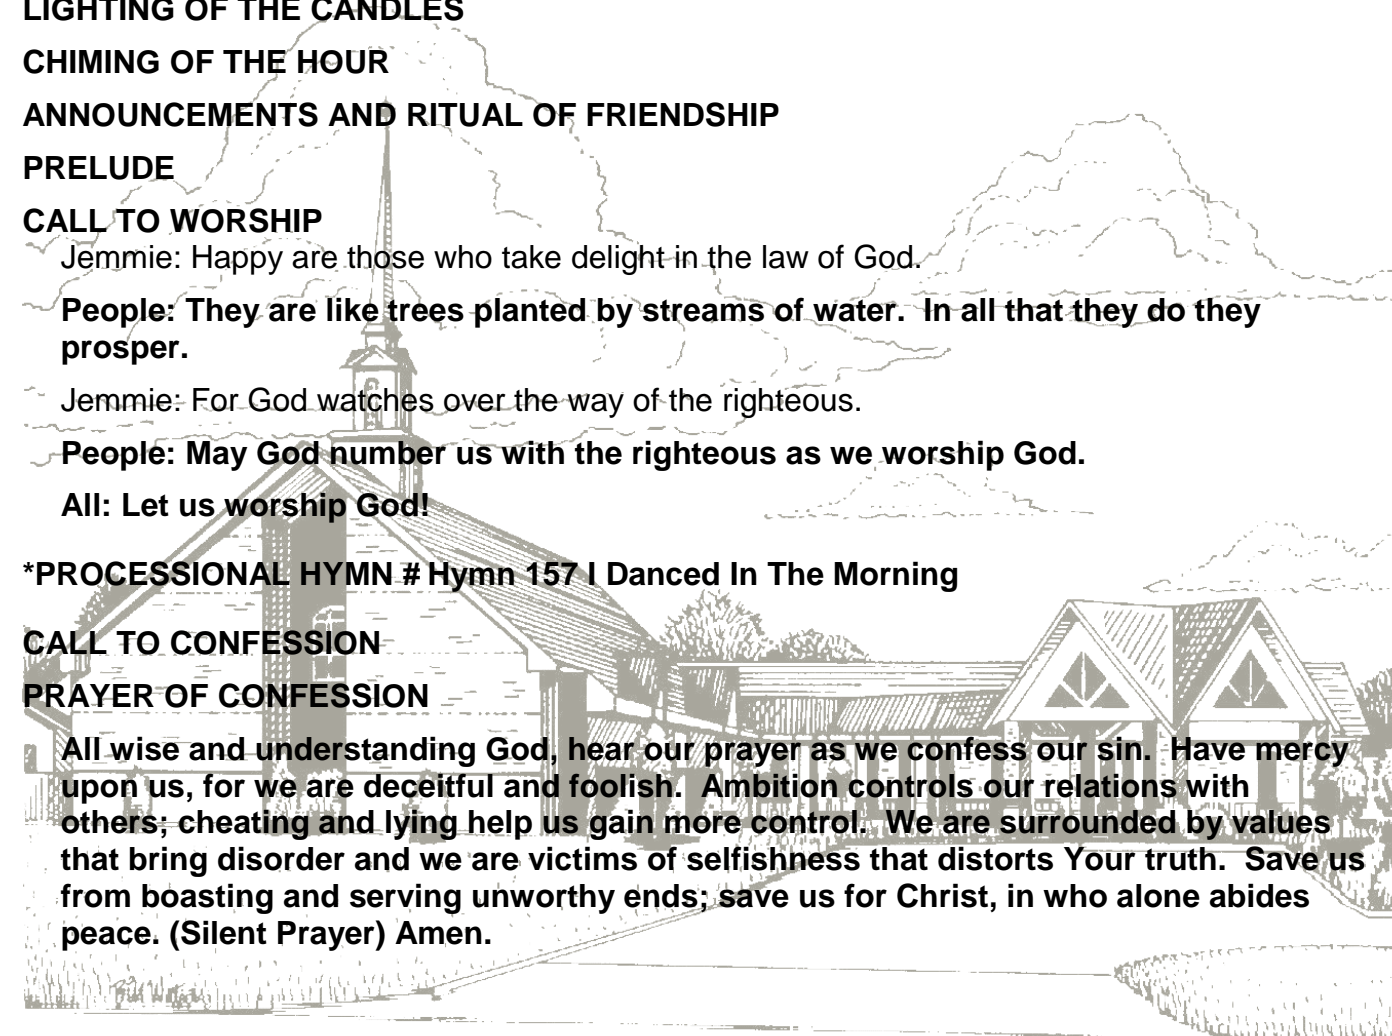 LIGHTING OF THE CANDLES
CHIMING OF THE HOUR
ANNOUNCEMENTS AND RITUAL OF FRIENDSHIP
PRELUDE
CALL TO WORSHIP
Jemmie: Happy are those who take delight in the law of God.
People: They are like trees planted by streams of water.  In all that they do they
prosper.
Jemmie: For God watches over the way of the righteous.
People: May God number us with the righteous as we worship God.
All: Let us worship God!
*PROCESSIONAL HYMN # Hymn 157 I Danced In The Morning
CALL TO CONFESSION
PRAYER OF CONFESSION
All wise and understanding God, hear our prayer as we confess our sin.  Have mercy
upon us, for we are deceitful and foolish.  Ambition controls our relations with
others; cheating and lying help us gain more control.  We are surrounded by values
that bring disorder and we are victims of selfishness that distorts Your truth.  Save us
from boasting and serving unworthy ends; save us for Christ, in who alone abides
peace. (Silent Prayer) Amen.